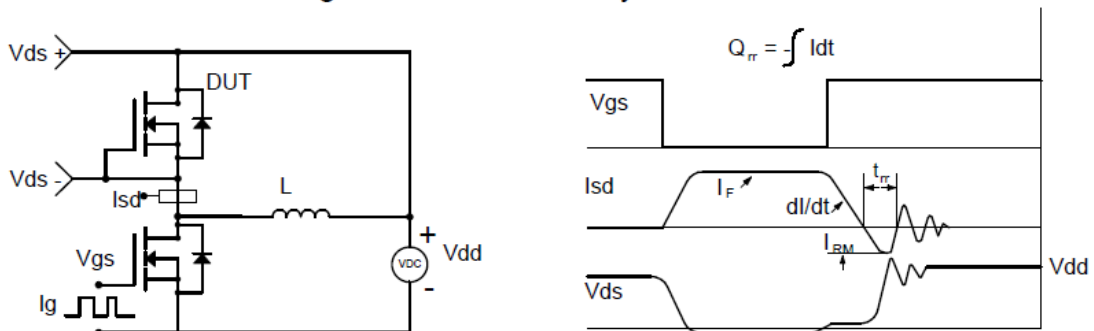 Vds +
DUT
Vds -
Isd
L
Vgs
+
VDC
Vdd
-
Ig
Qrr = -∫ Idt
Vgs
Isd
IF
dI/dt
trr
IRM
Vds
Vdd